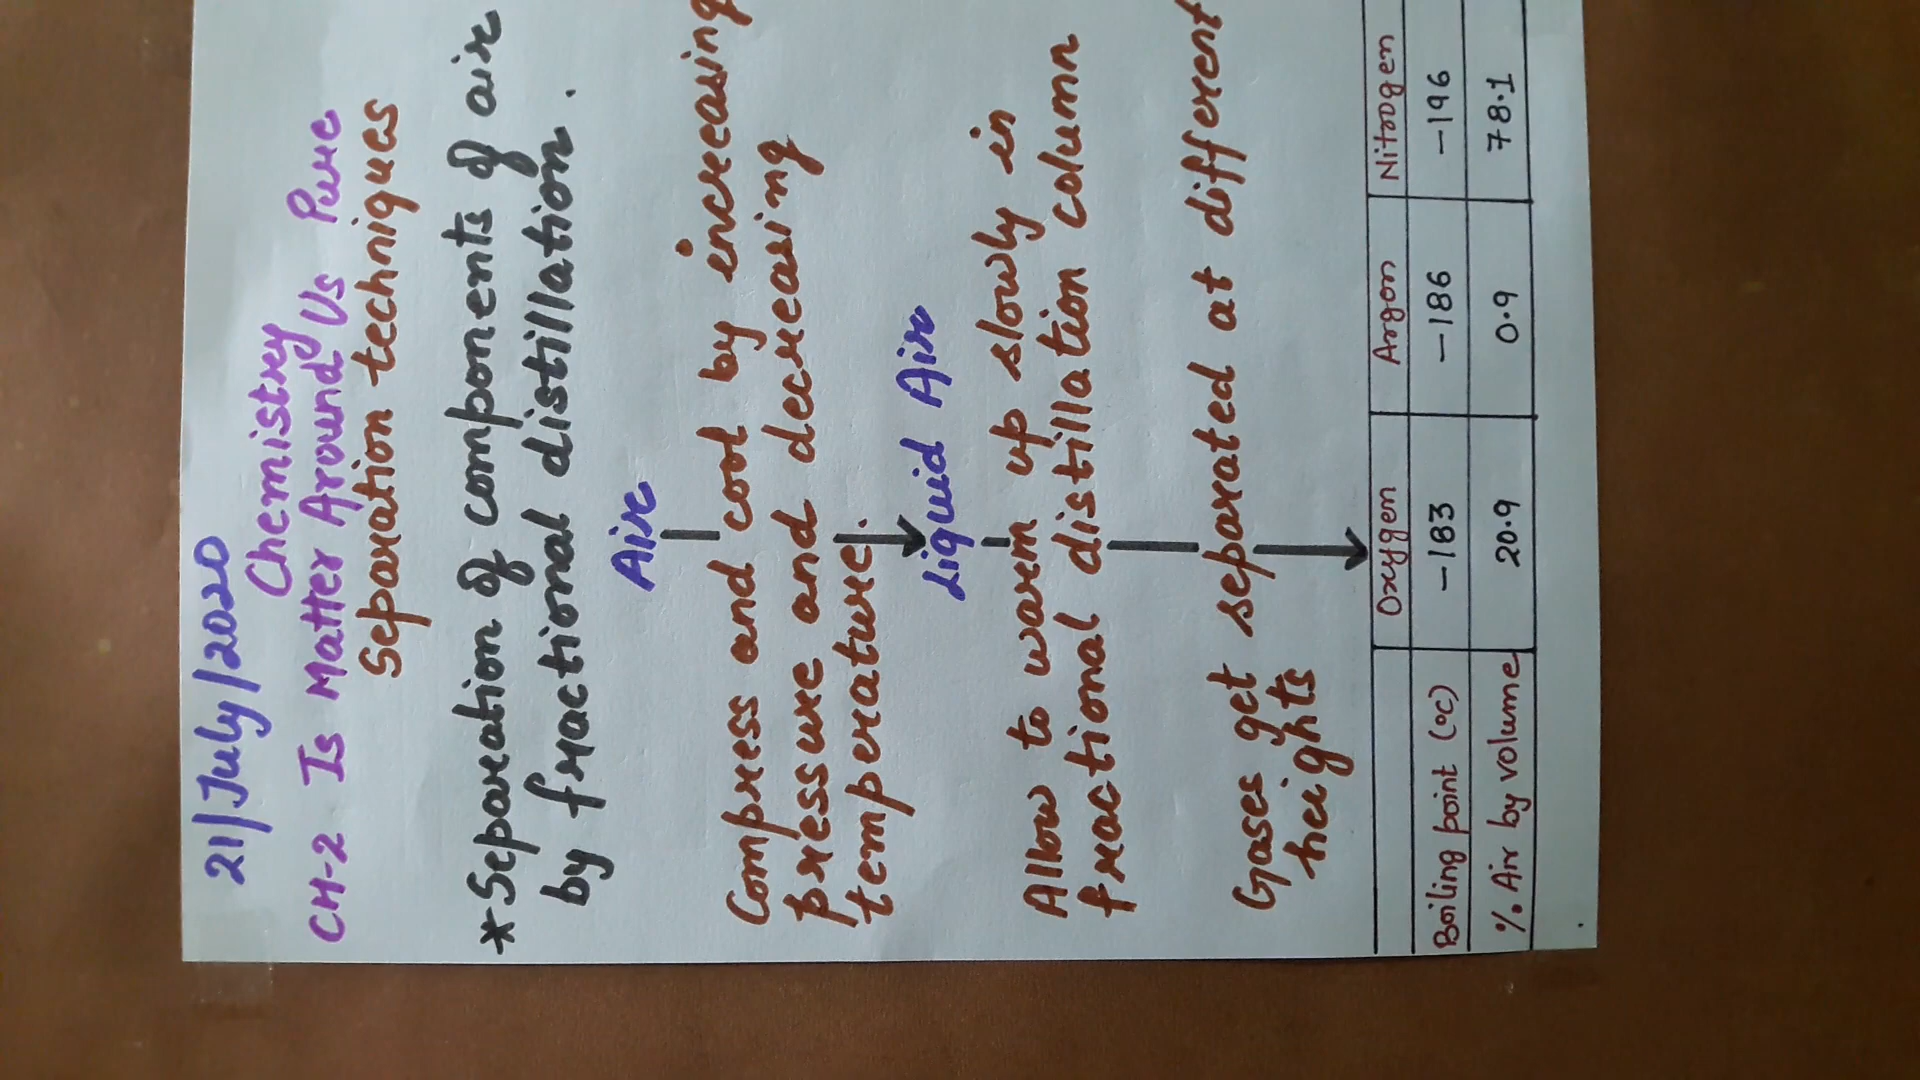 21/July/2020
Chemistry
CH-2 Is Matter Around Us Pure
Separation techniques
*Separation of components of air
by fractional distillation.
Air
Compress and cool by increasing
pressure and decreasing
temperature.
Liquid Air
Allow to warm up slowly in
fractional distillation column
Gases get separated at different
heights
Oxygen Argon Nitrogen
Boiling point (°C) -183 -186 -196
% Air by volume 20.9 0.9 78.1